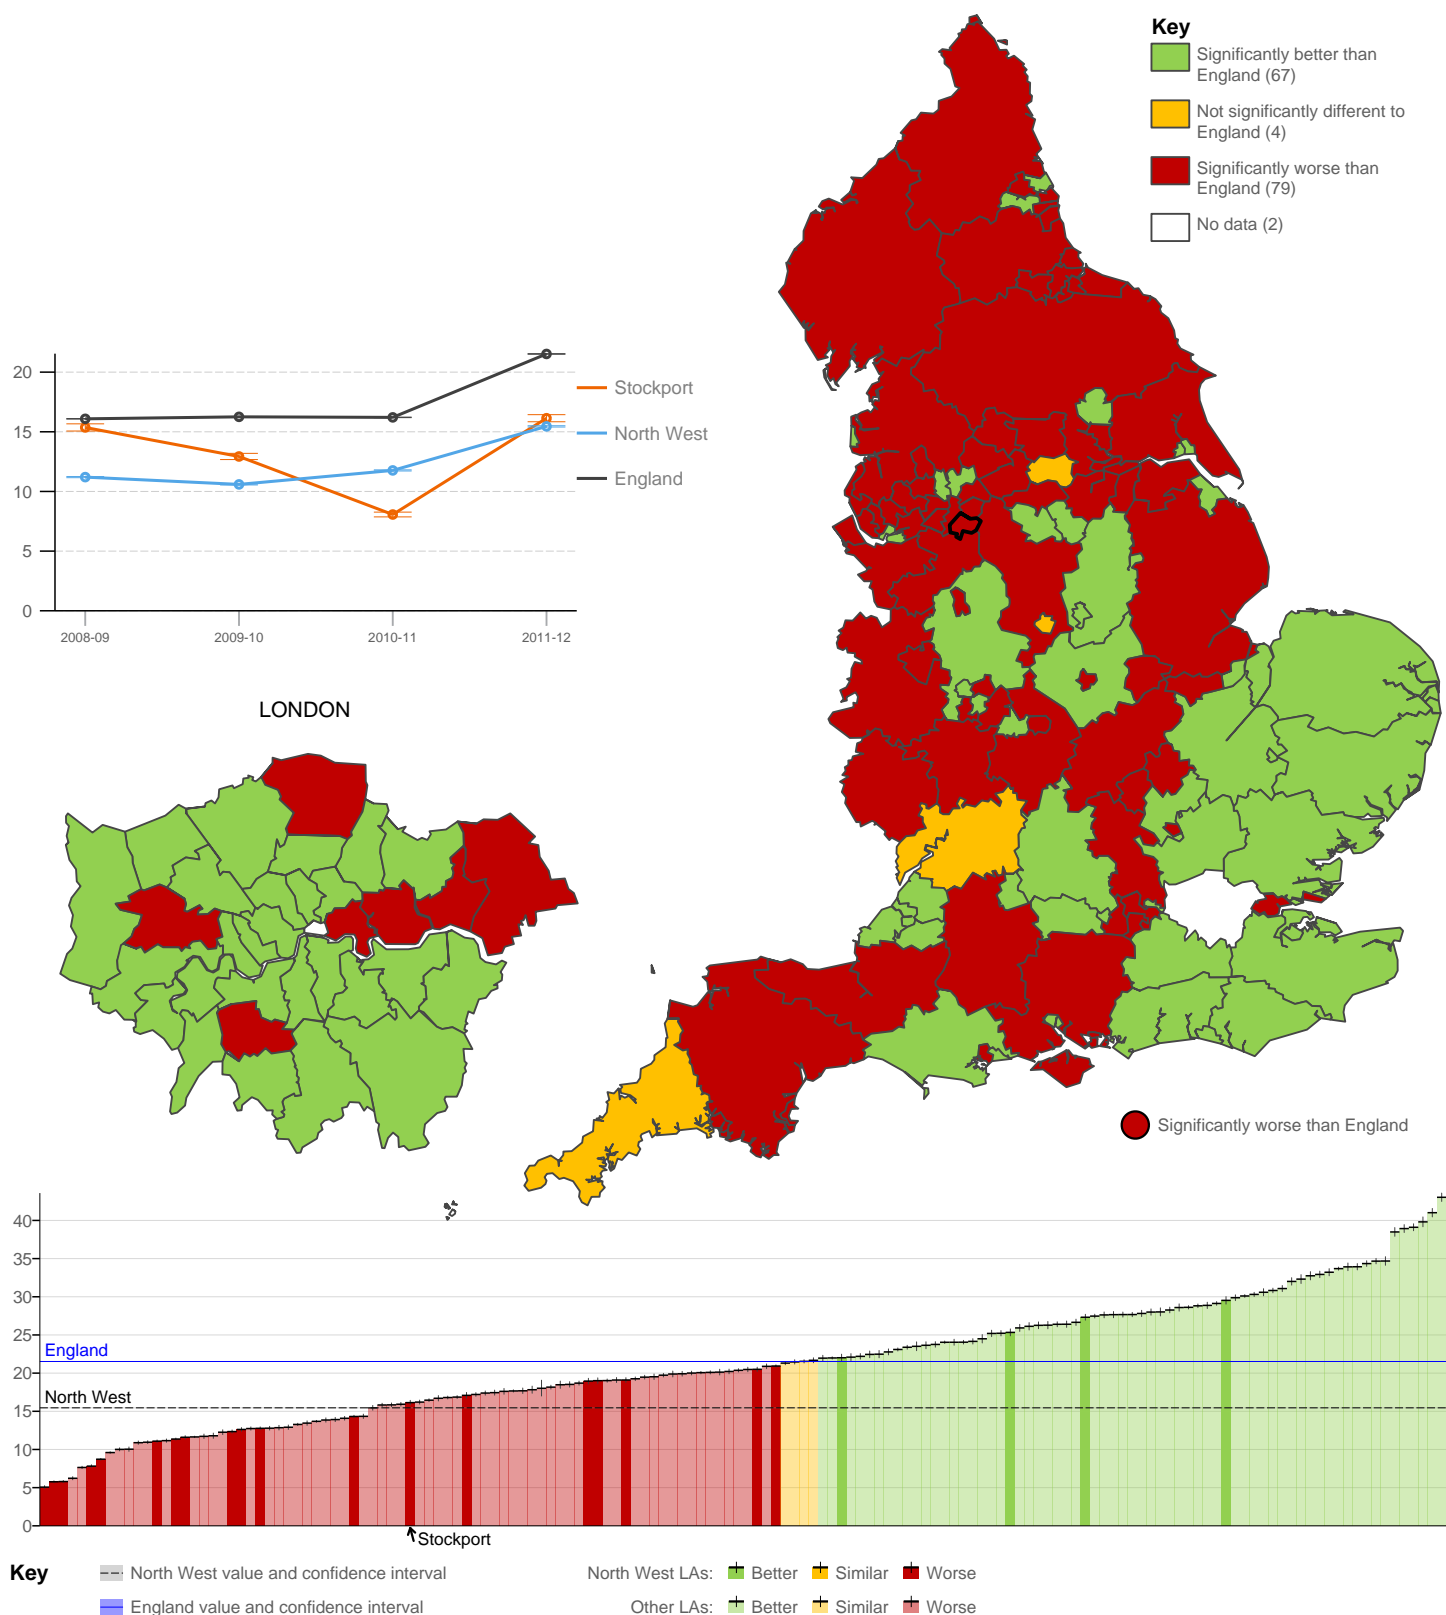 Key
Significantly better than
England (67)
Not significantly different to
England (4)
Significantly worse than
England (79)
No data (2)
20
15
10
5
0
2008-09
2009-10
2010-11
2011-12
Stockport
North West
England
LONDON
Significantly worse than England
40
35
30
25
20
15
10
5
0
England
North West
Stockport
Key
North West value and confidence interval
England value and confidence interval
North West LAs: Better Similar Worse
Other LAs: Better Similar Worse